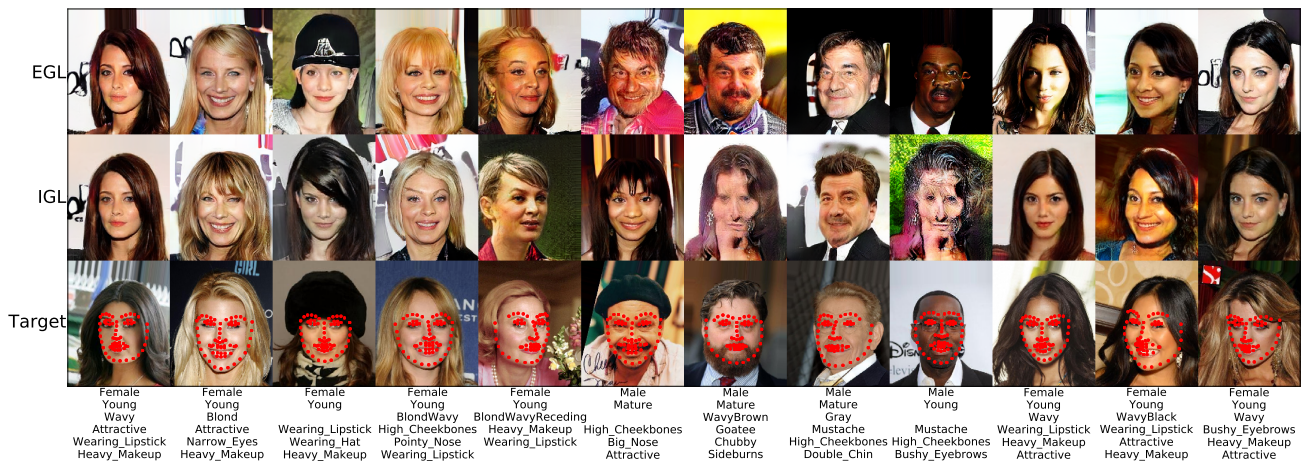 EGL
IGL
Target
GIRL
Female Female Female Female Female Male Male Male Male Female Female Female
Young Young Young Young Young Mature Mature Mature Young Young Young Young
Wavy Blond BlondWavy BlondWavyReceding WavyBrown Gray Wavy WavyBlack Wavy
Attractive Attractive Wearing_Lipstick High_Cheekbones Heavy_Makeup High_Cheekbones Goatee Mustache Mustache Wearing_Lipstick Wearing_Lipstick Bushy_Eyebrows
Wearing_Lipstick Narrow_Eyes Wearing_Hat Pointy_Nose Wearing_Lipstick Big_Nose Chubby High_Cheekbones High_Cheekbones Heavy_Makeup Attractive Heavy_Makeup
Heavy_Makeup Heavy_Makeup Heavy_Makeup Wearing_Lipstick Attractive Sideburns Double_Chin Bushy_Eyebrows Attractive Heavy_Makeup Attractive